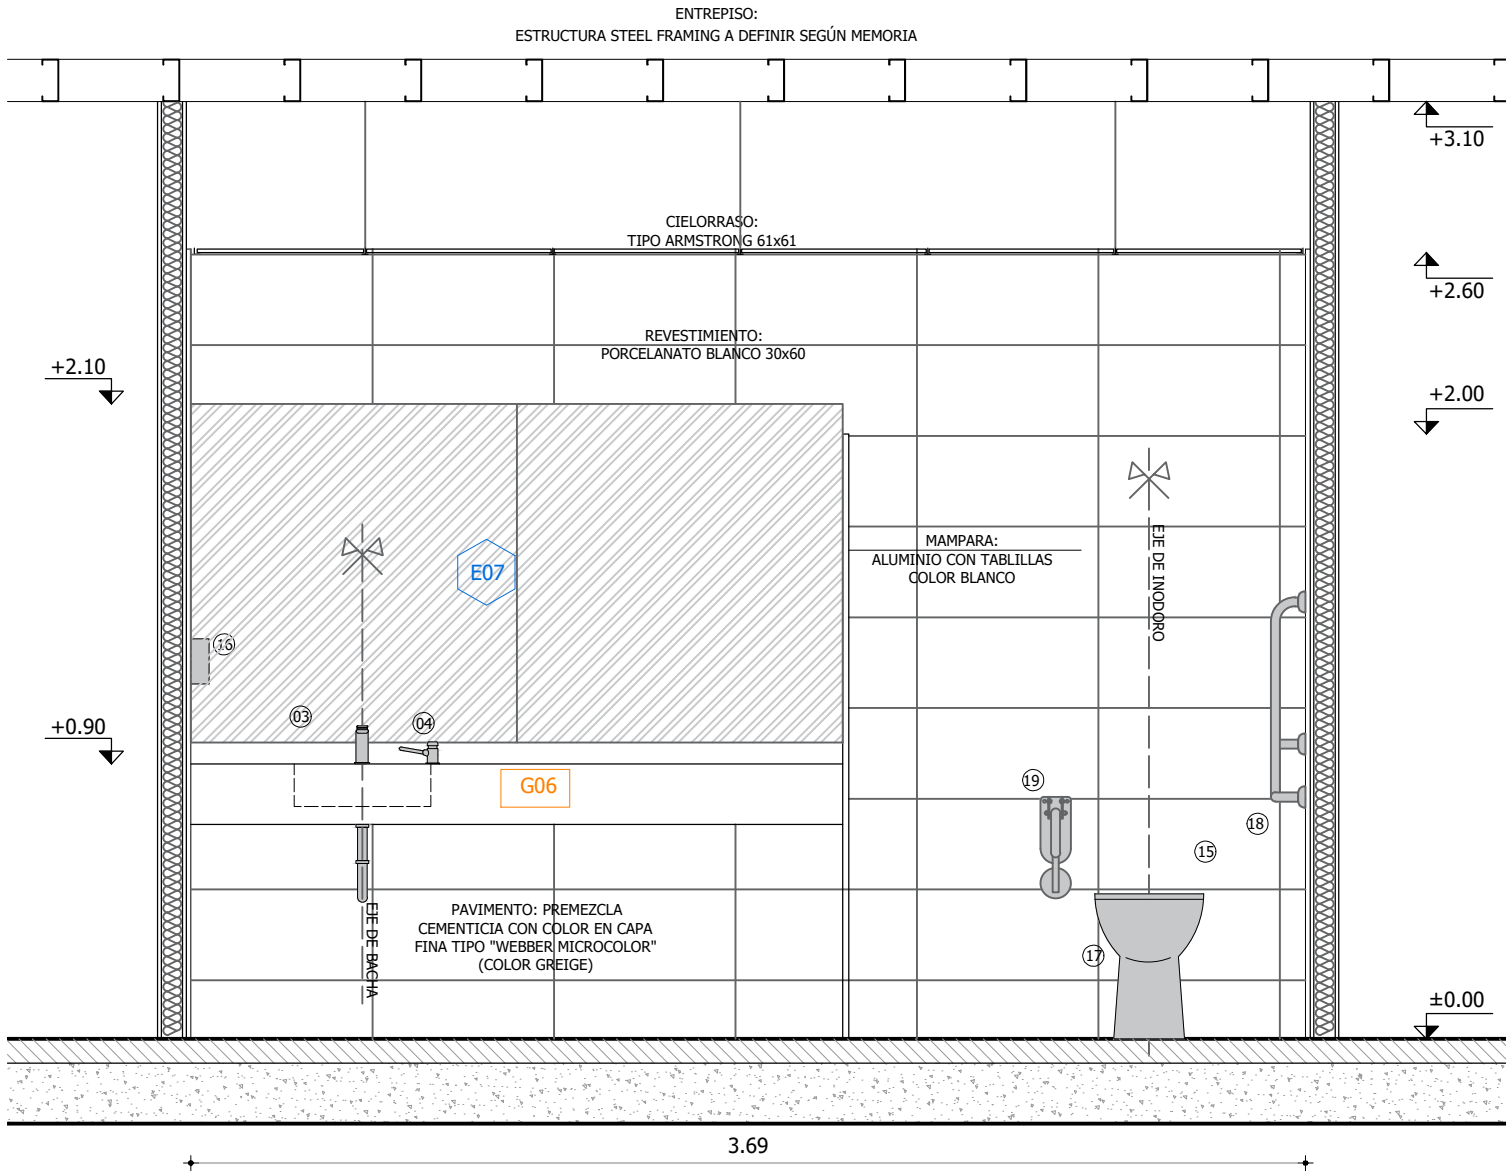 ENTREPISO:
ESTRUCTURA STEEL FRAMING A DEFINIR SEGÚN MEMORIA
+3.10
CIELORRASO:
TIPO ARMSTRONG 61x61
+2.60
REVESTIMIENTO:
PORCELANATO BLANCO 30x60
+2.10
+2.00
MAMPARA:
ALUMINIO CON TABLILLAS
COLOR BLANCO
EJE DE INODORO
E07
16
03
04
+0.90
G06
19
18
15
PAVIMENTO: PREMEZCLA
CEMENTICIA CON COLOR EN CAPA
FINA TIPO "WEBBER MICROCOLOR"
(COLOR GREIGE)
EJE DE BACHA
17
±0.00
3.69